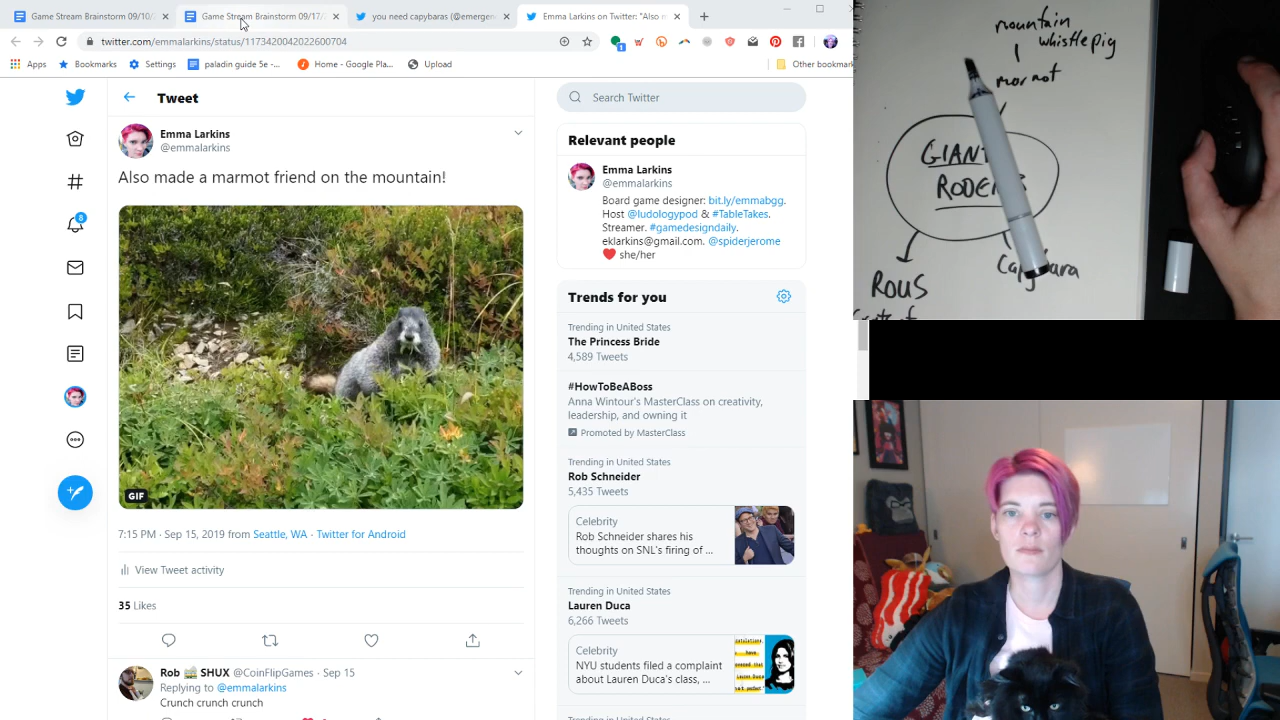 Game Stream Brainstorm 09/10/
Game Stream Brainstorm 09/17/
you need capybaras (@emergen
Emma Larkins on Twitter: "Also m
twitter.com/emmalarkins/status/1173420042022600704
Apps
Bookmarks
Settings
paladin guide 5e -...
Home - Google Pla...
Upload
Other bookmark
Tweet
Emma Larkins
@emmalarkins
Also made a marmot friend on the mountain!
GIF
7:15 PM · Sep 15, 2019 from Seattle, WA · Twitter for Android
View Tweet activity
35 Likes
Rob SHUX @CoinFlipGames · Sep 15
Replying to @emmalarkins
Crunch crunch crunch
8
Search Twitter
Relevant people
Emma Larkins
@emmalarkins
Board game designer: bit.ly/emmabgg.
Host @ludologypod & #TableTakes.
Streamer. #gamedesigndaily.
eklarkins@gmail.com. @spiderjerome
she/her
Trends for you
Trending in United States
The Princess Bride
4,589 Tweets
#HowToBeABoss
Anna Wintour's MasterClass on creativity,
leadership, and owning it
Promoted by MasterClass
Trending in United States
Rob Schneider
5,435 Tweets
Celebrity
Rob Schneider shares his
thoughts on SNL's firing of ...
Trending in United States
Lauren Duca
6,266 Tweets
Celebrity
NYU students filed a complaint
about Lauren Duca's class, ...
Trending in United States
mountain
whistlepig
marmot
GIANT
RODENTS
Capybara
ROUS